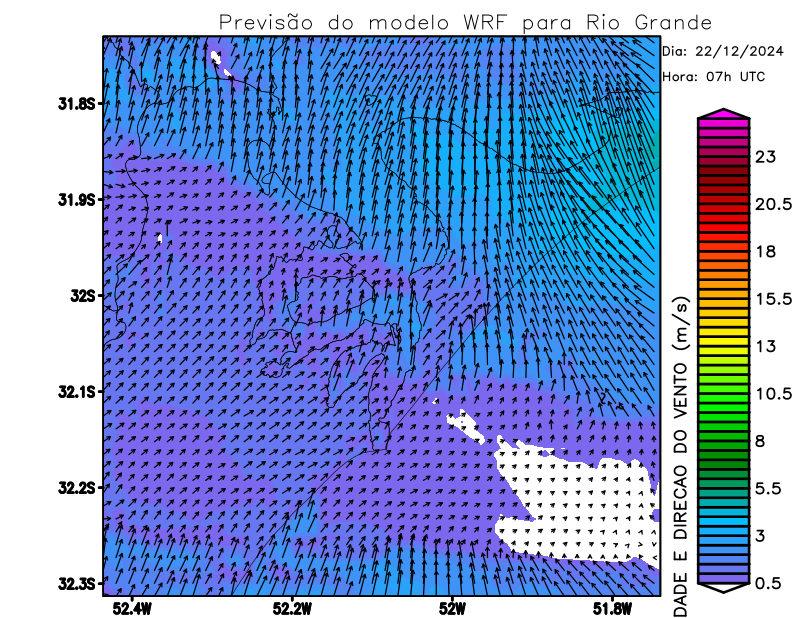 Previsão do modelo WRF para Rio Grande
Dia: 22/12/2024
Hora: 07h UTC
31.8S
31.9S
32S
32.1S
32.2S
32.3S
52.4W
52.2W
52W
51.8W
23
20.5
18
15.5
13
10.5
8
5.5
3
0.5
DADE E DIRECAO DO VENTO (m/s)